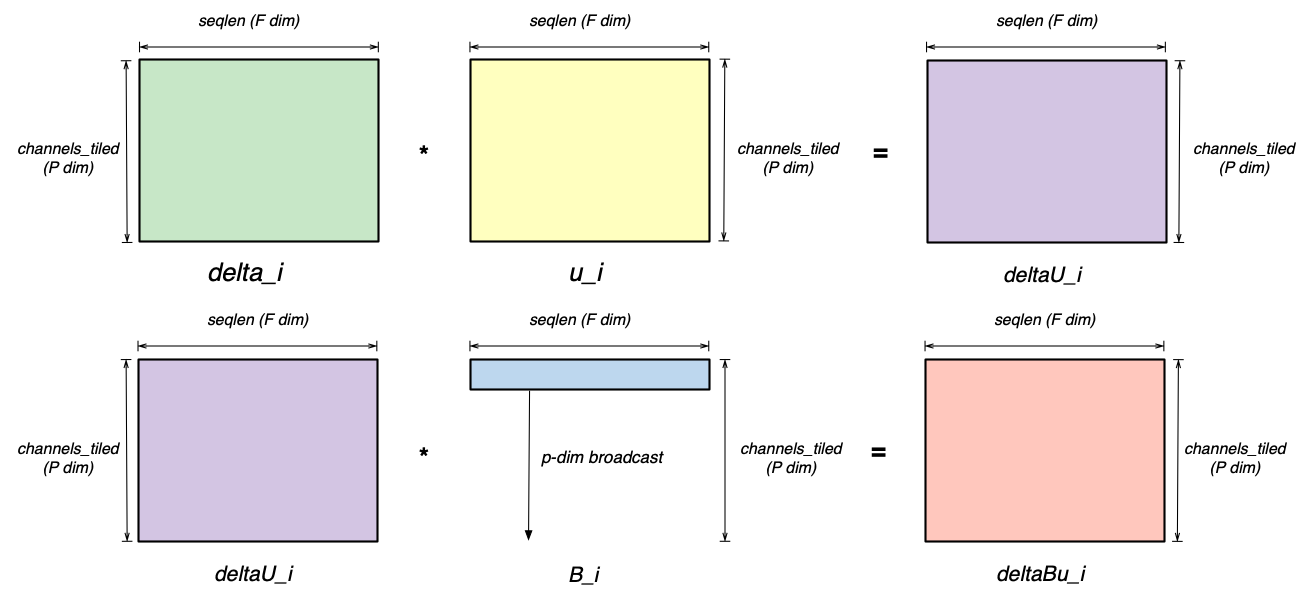 seqlen (F dim)
seqlen (F dim)
seqlen (F dim)
channels_tiled
(P dim)
*
channels_tiled
(P dim)
=
channels_tiled
(P dim)
delta_i
u_i
deltaU_i
seqlen (F dim)
seqlen (F dim)
seqlen (F dim)
channels_tiled
(P dim)
*
p-dim broadcast
channels_tiled
(P dim)
=
channels_tiled
(P dim)
deltaU_i
B_i
deltaBu_i